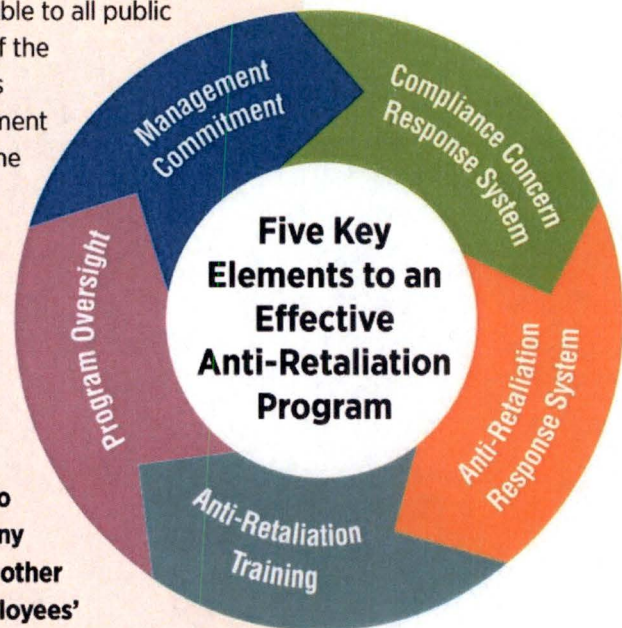 ble to all public
f the
s
ment
ne
o
ny
other
loyees'
Management
Commitment
Compliance Concern
Response System
Anti-Retaliation
Response System
Anti-Retaliation
Training
Program Oversight
Five Key
Elements to an
Effective
Anti-Retaliation
Program